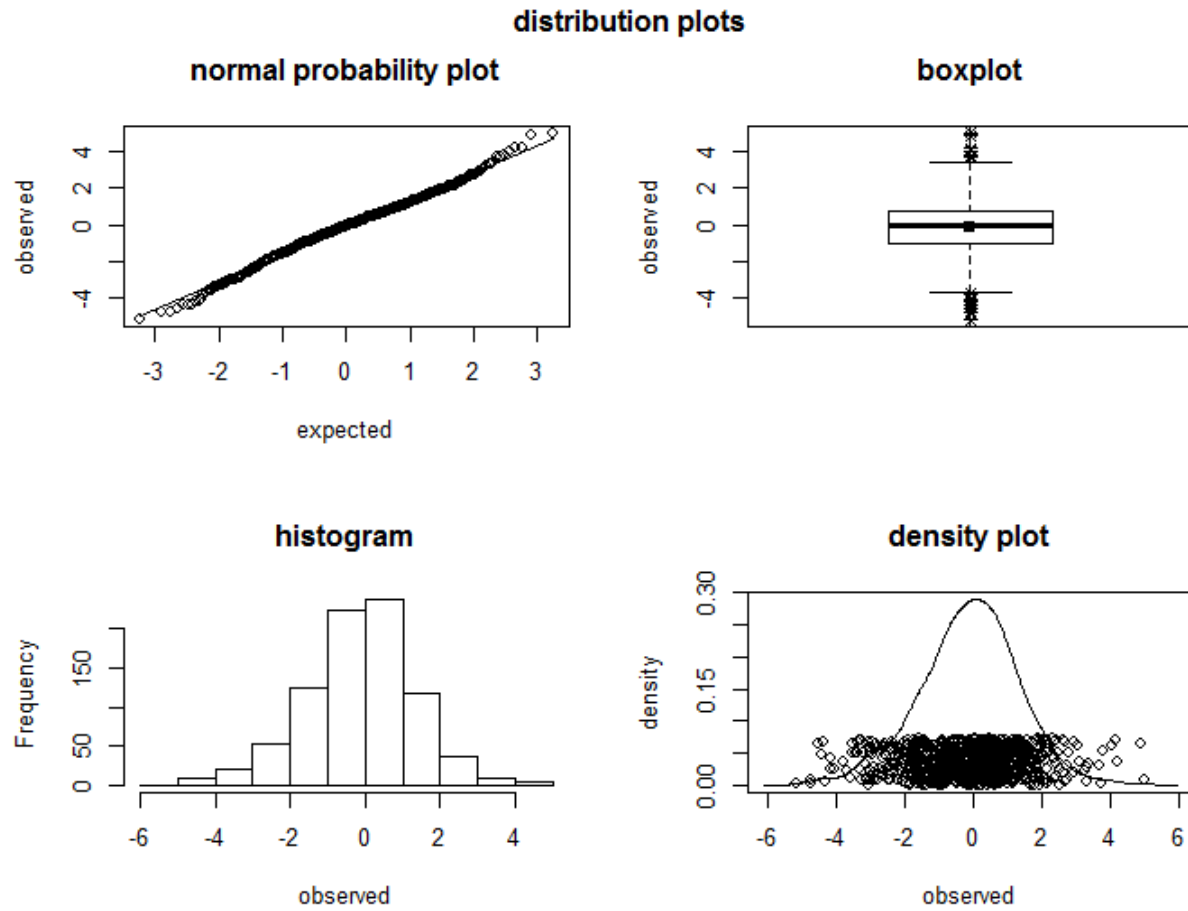 distribution plots
normal probability plot
observed
4
2
0
-4
-3 -2 -1 0 1 2 3
expected
boxplot
observed
4
2
0
-4
histogram
Frequency
150
50
0
-6 -4 -2 0 2 4
observed
density plot
density
0.30
0.15
0.00
-6 -4 -2 0 2 4 6
observed